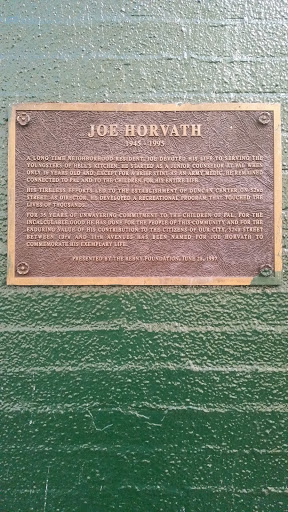 JOE HORVATH
1945 - 1995
A LONG TIME NEIGHBORHOOD RESIDENT, JOE DEVOTED HIS LIFE TO SERVING THE
YOUNGSTERS OF HELL'S KITCHEN. HE STARTED AS A JUNIOR COUNSELOR AT PAL WHEN
ONLY 16 YEARS OLD AND, EXCEPT FOR A BRIEF STINT AS AN ARMY MEDIC, HE REMAINED
CONNECTED TO PAL AND TO THE CHILDREN FOR HIS ENTIRE LIFE.
HIS TIRELESS EFFORTS LED TO THE ESTABLISHMENT OF DUNCAN CENTER ON 52ND
STREET. AS DIRECTOR, HE DEVELOPED A RECREATIONAL PROGRAM THAT TOUCHED THE
LIVES OF THOUSANDS.
FOR 35 YEARS OF UNWAVERING COMMITMENT TO THE CHILDREN OF PAL, FOR THE
INCALCULABLE GOOD HE HAS DONE FOR THE PEOPLE OF THIS COMMUNITY AND FOR THE
ENDURING VALUE OF HIS CONTRIBUTION TO THE CITIZENS OF OUR CITY, 52ND STREET
BETWEEN 10TH AND 11TH AVENUES HAS BEEN NAMED FOR JOE HORVATH TO
COMMEMORATE HIS EXEMPLARY LIFE.
PRESENTED BY THE FOUNDATION, JUNE 1997